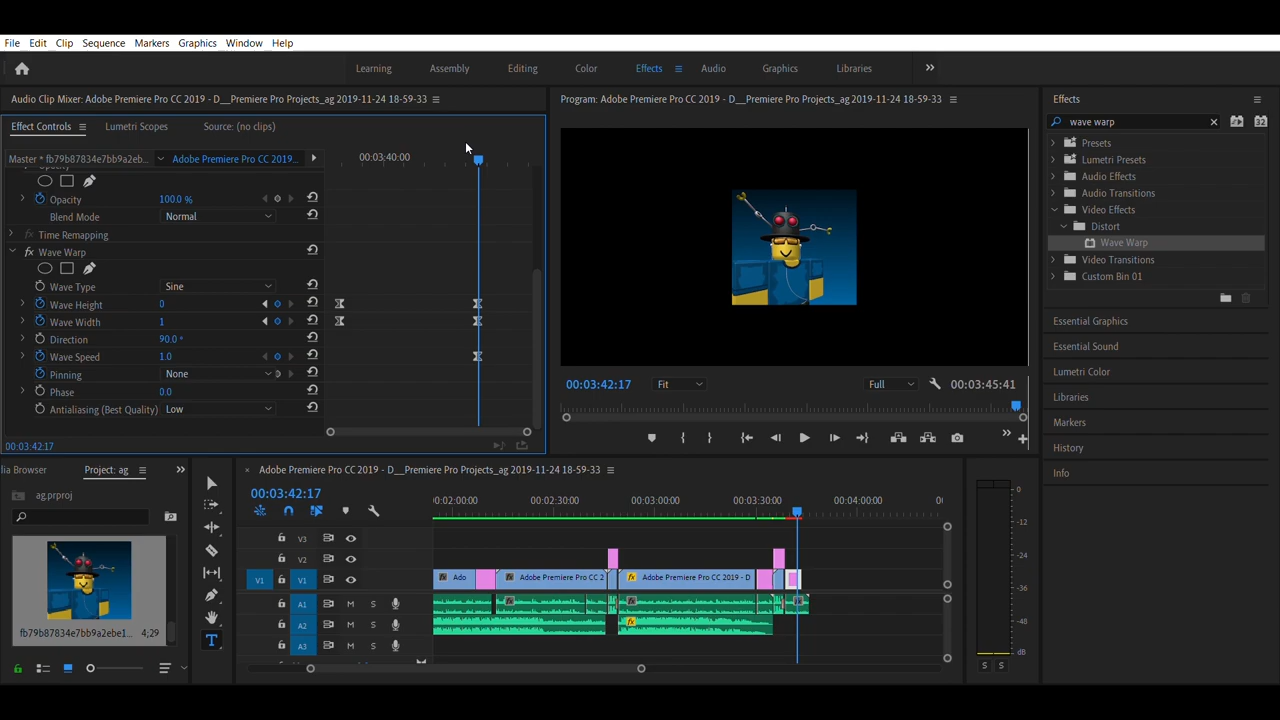 File Edit Clip Sequence Markers Graphics Window Help
Learning Assembly Editing Color Effects Audio Graphics Libraries
Audio Clip Mixer: Adobe Premiere Pro CC 2019 - D__Premiere Pro Projects_ag 2019-11-24 18-59-33
Effect Controls Lumetri Scopes Source: (no clips)
Master * fb79b87834e7bb9a2eb... Adobe Premiere Pro CC 2019...
00:03:40:00
Opacity 100.0 %
Blend Mode Normal
Time Remapping
fx Wave Warp
Wave Type Sine
Wave Height 0
Wave Width 1
Direction 90.0 °
Wave Speed 1.0
Pinning None
Phase 0.0
Antialiasing (Best Quality) Low
00:03:42:17
Program: Adobe Premiere Pro CC 2019 - D__Premiere Pro Projects_ag 2019-11-24 18-59-33
00:03:42:17 Fit Full 00:03:45:41
Effects
wave warp
32
Presets
Lumetri Presets
Audio Effects
Audio Transitions
Video Effects
Distort
Wave Warp
Video Transitions
Custom Bin 01
Essential Graphics
Essential Sound
Lumetri Color
Libraries
Markers
History
Info
lia Browser Project: ag
ag.prproj
fb79b87834e7bb9a2ebe1... 4;29
T
× Adobe Premiere Pro CC 2019 - D__Premiere Pro Projects_ag 2019-11-24 18-59-33
00:03:42:17
00:02:00:00 00:02:30:00 00:03:00:00 00:03:30:00 00:04:00:00
V3
V2
V1 V1 Ado fx Adobe Premiere Pro CC 2 fx Adobe Premiere Pro CC 2019 - D
A1 M S
A2 M S
A3 M S
0
-12
-24
-36
-48
dB
S S